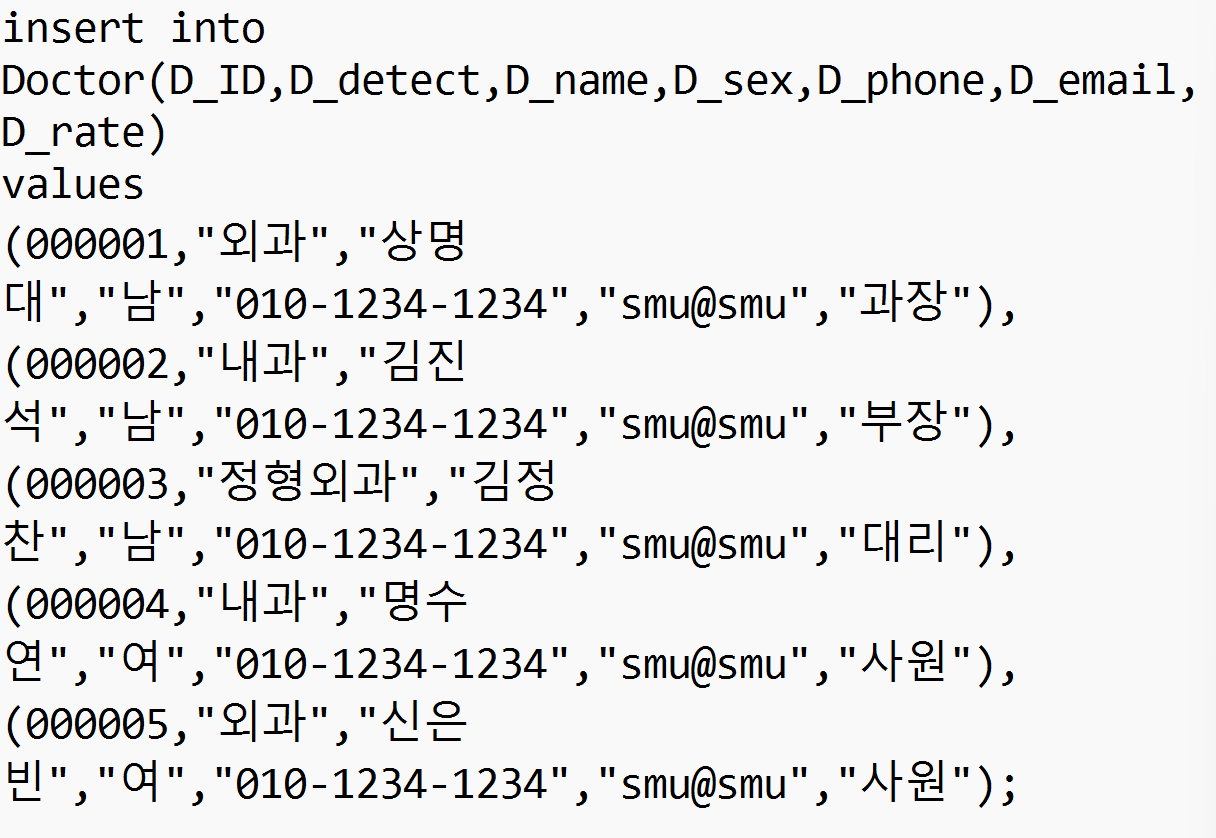 insert into
Doctor(D_ID,D_detect,D_name,D_sex,D_phone,D_email,
D_rate)
values
(000001,"외과","상명
대","남","010-1234-1234","smu@smu","과장"),
(000002,"내과","김진
석","남","010-1234-1234","smu@smu","부장"),
(000003,"정형외과","김정
찬","남","010-1234-1234","smu@smu","대리"),
(000004,"내과","명수
연","여","010-1234-1234","smu@smu","사원"),
(000005,"외과","신은
빈","여","010-1234-1234","smu@smu","사원");